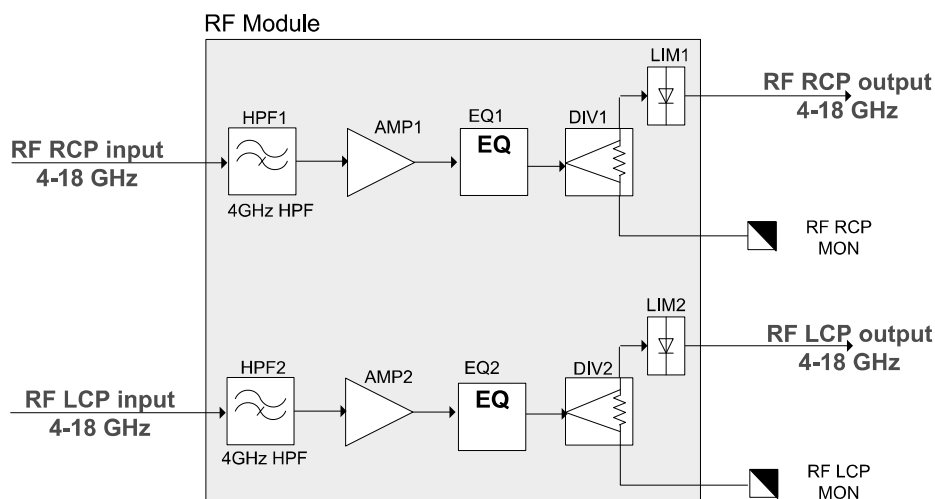 RF Module
LIM1
RF RCP output
4-18 GHz
HPF1
AMP1
EQ1
DIV1
RF RCP input
4-18 GHz
EQ
4GHz HPF
RF RCP
MON
LIM2
RF LCP output
4-18 GHz
HPF2
AMP2
EQ2
DIV2
RF LCP input
4-18 GHz
EQ
4GHz HPF
RF LCP
MON